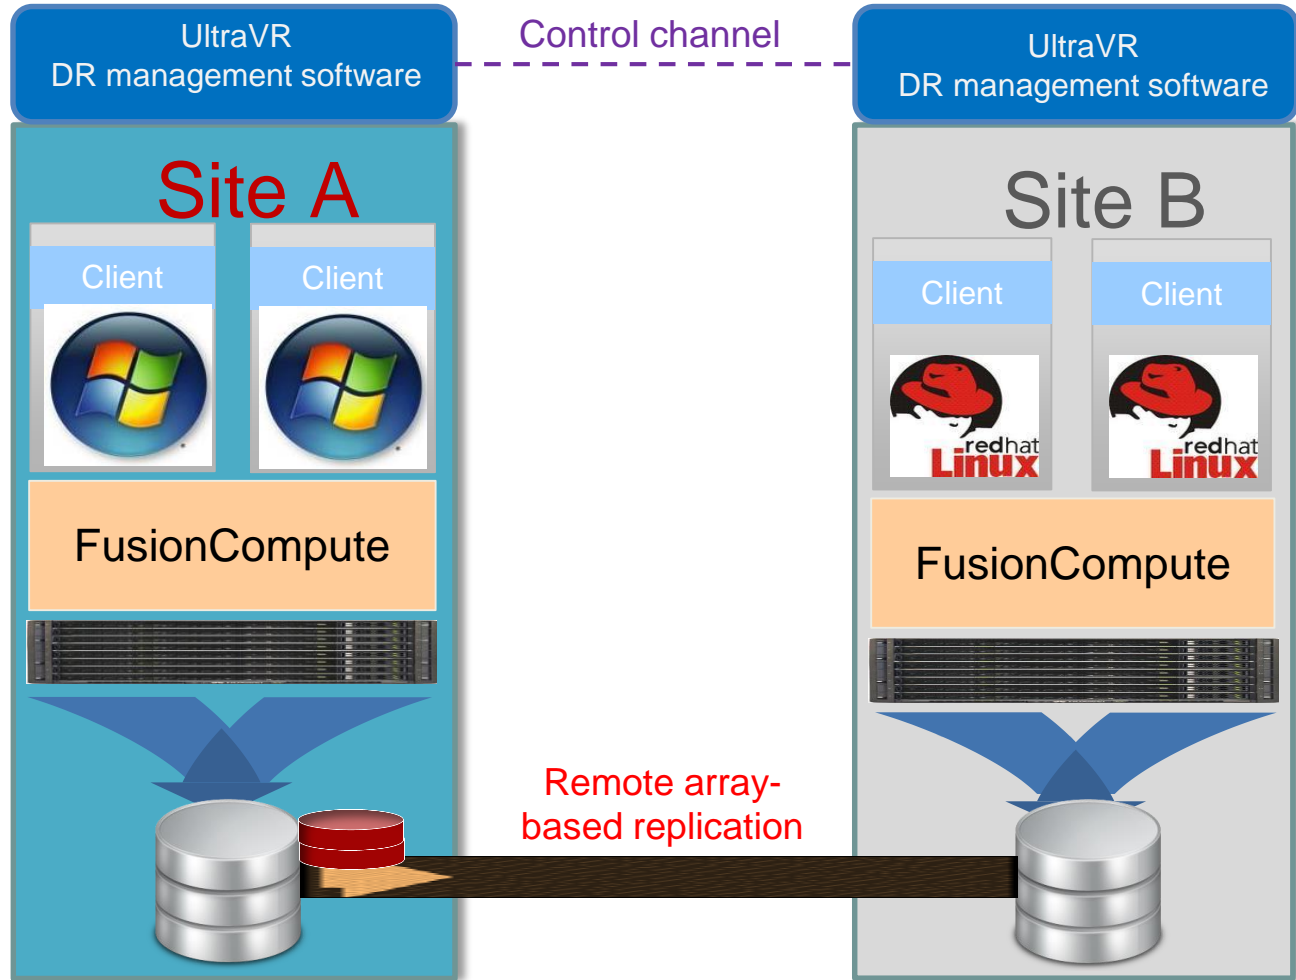 UltraVR
DR management software
Control channel
UltraVR
DR management software
Site A
Site B
Client
Client
Client
Client
redhat
Linux
redhat
Linux
FusionCompute
FusionCompute
Remote array-
based replication